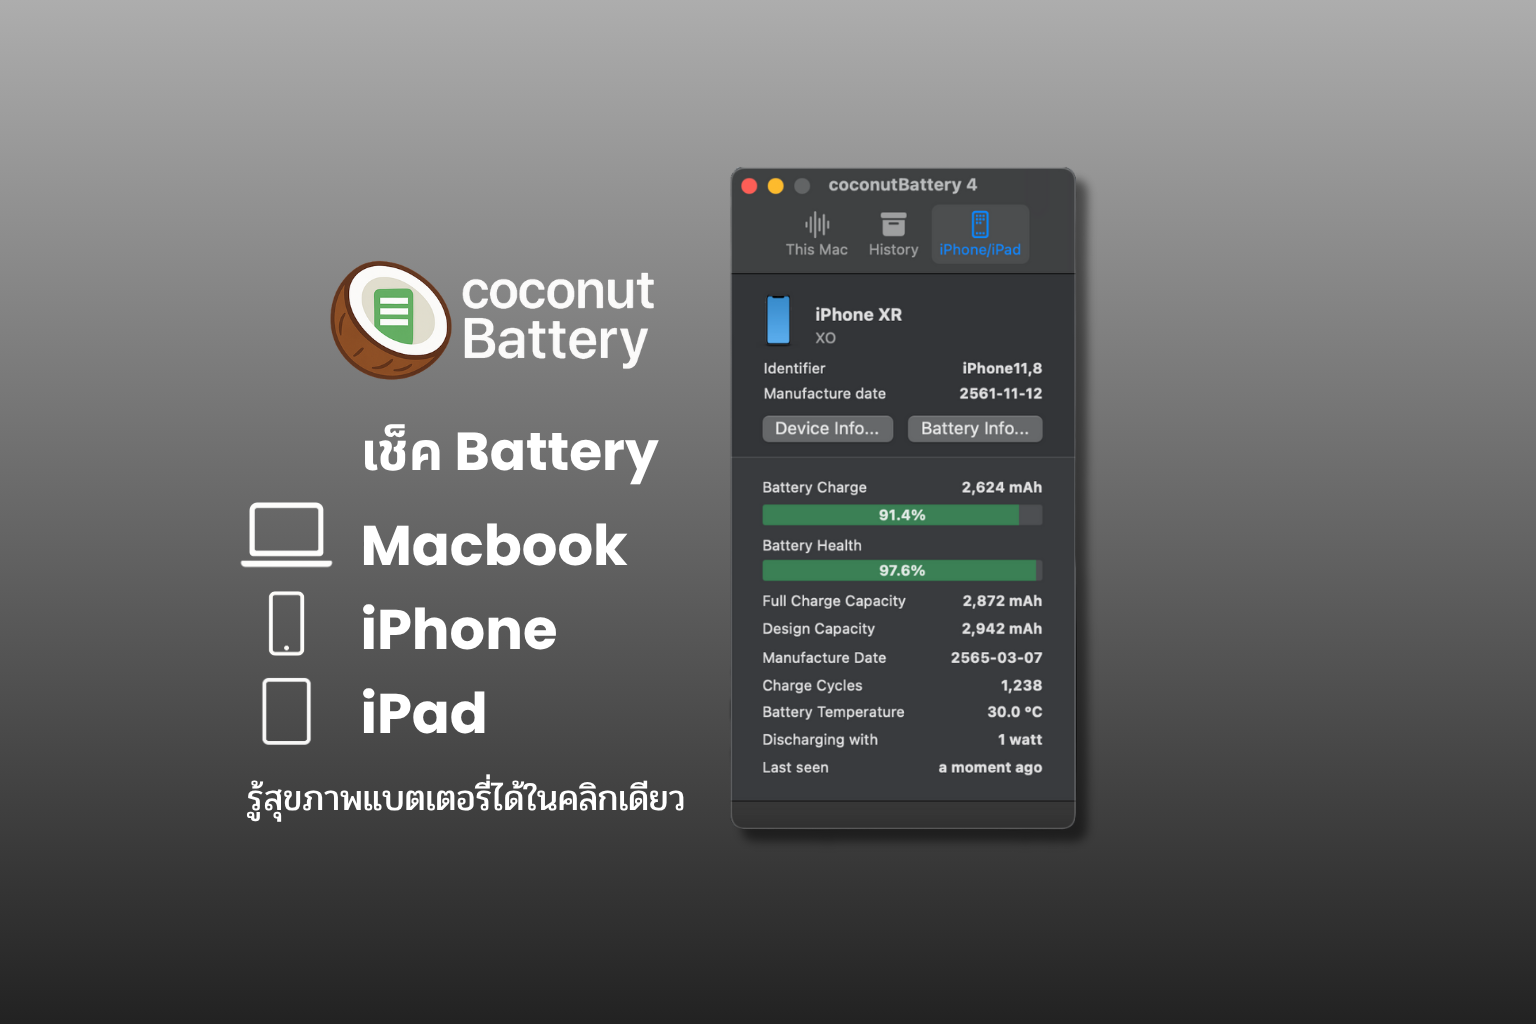 coconut
Battery
เช็ค Battery
Macbook
iPhone
iPad
รู้สุขภาพแบตเตอรี่ได้ในคลิกเดียว
coconutBattery 4
This Mac History iPhone/iPad
iPhone XR
XO
Identifier iPhone11,8
Manufacture date 2561-11-12
Device Info... Battery Info...
Battery Charge 2,624 mAh
91.4%
Battery Health
97.6%
Full Charge Capacity 2,872 mAh
Design Capacity 2,942 mAh
Manufacture Date 2565-03-07
Charge Cycles 1,238
Battery Temperature 30.0 °C
Discharging with 1 watt
Last seen a moment ago